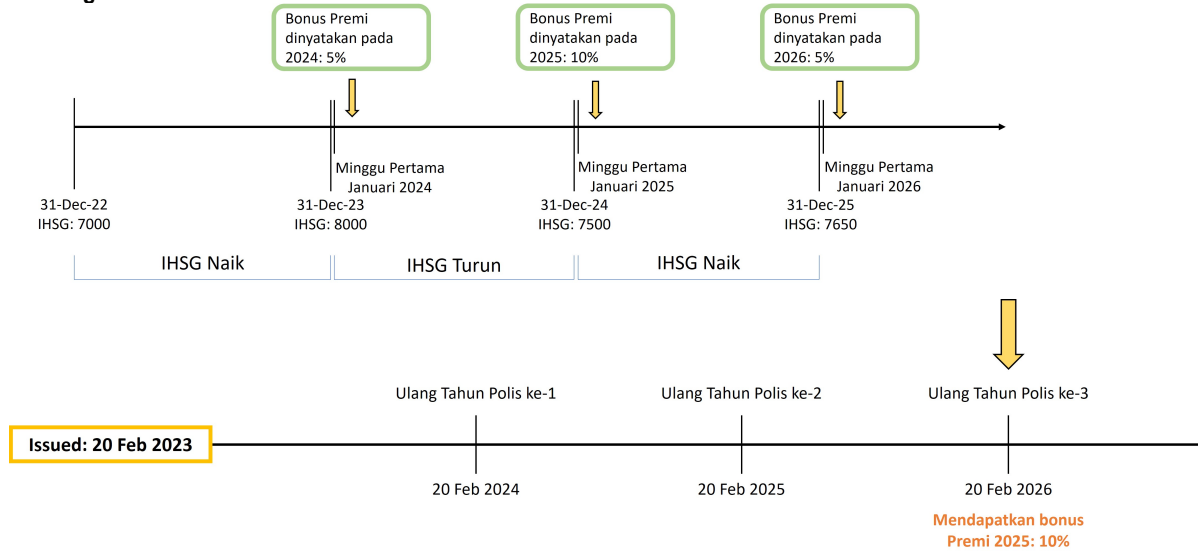 Bonus Premi
dinyatakan pada
2024: 5%
Bonus Premi
dinyatakan pada
2025: 10%
Bonus Premi
dinyatakan pada
2026: 5%
Minggu Pertama
Januari 2024
Minggu Pertama
Januari 2025
Minggu Pertama
Januari 2026
31-Dec-22
IHSG: 7000
31-Dec-23
IHSG: 8000
31-Dec-24
IHSG: 7500
31-Dec-25
IHSG: 7650
IHSG Naik
IHSG Turun
IHSG Naik
Ulang Tahun Polis ke-1
Ulang Tahun Polis ke-2
Ulang Tahun Polis ke-3
Issued: 20 Feb 2023
20 Feb 2024
20 Feb 2025
20 Feb 2026
Mendapatkan bonus
Premi 2025: 10%